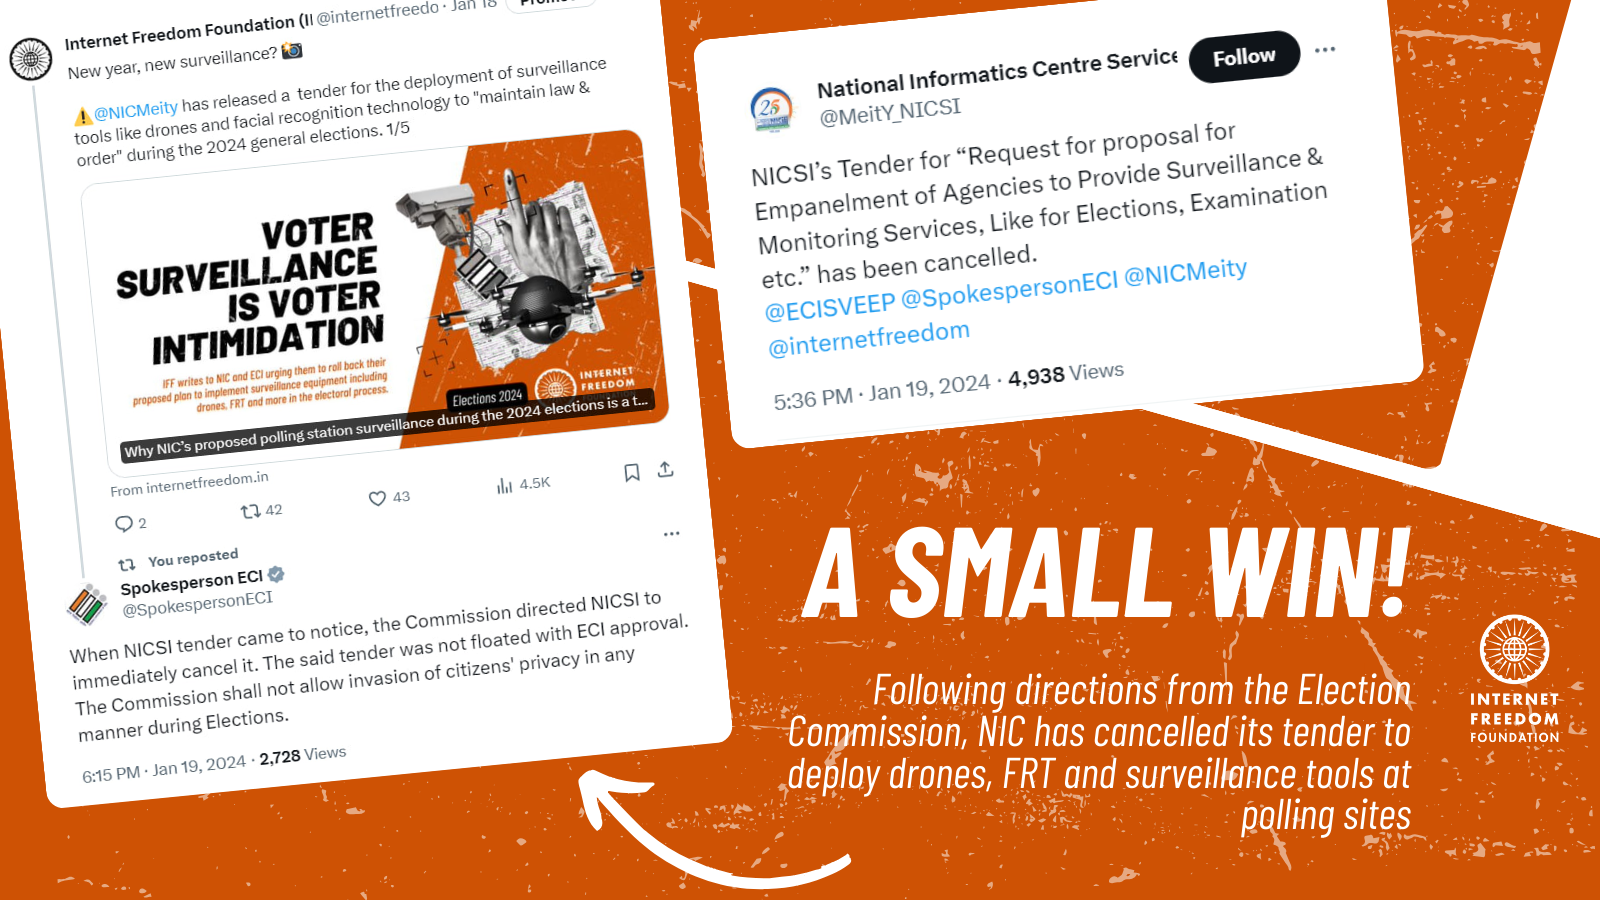 Internet Freedom Foundation (II @internetfreedo · Jan 18
New year, new surveillance? 📸
⚠️@NICMeity has released a tender for the deployment of surveillance
tools like drones and facial recognition technology to "maintain law &
order" during the 2024 general elections. 1/5
VOTER
SURVEILLANCE
IS VOTER
INTIMIDATION
IFF writes to NIC and ECI urging them to roll back their
proposed plan to implement surveillance equipment including
drones, FRT and more in the electoral process.
Elections 2024
INTERNET
FREEDOM
Why NIC's proposed polling station surveillance during the 2024 elections is a t...
From internetfreedom.in
2
42
43
4.5K
You reposted
Spokesperson ECI
@SpokespersonECI
When NICSI tender came to notice, the Commission directed NICSI to
immediately cancel it. The said tender was not floated with ECI approval.
The Commission shall not allow invasion of citizens' privacy in any
manner during Elections.
6:15 PM · Jan 19, 2024 · 2,728 Views
National Informatics Centre Service
Follow
@MeitY_NICSI
25
NICSI's Tender for “Request for proposal for
Empanelment of Agencies to Provide Surveillance &
Monitoring Services, Like for Elections, Examination
etc.” has been cancelled.
@ECISVEEP @SpokespersonECI @NICMeity
@internetfreedom
5:36 PM · Jan 19, 2024 · 4,938 Views
A SMALL WIN!
Following directions from the Election
Commission, NIC has cancelled its tender to
deploy drones, FRT and surveillance tools at
polling sites
INTERNET
FREEDOM
FOUNDATION